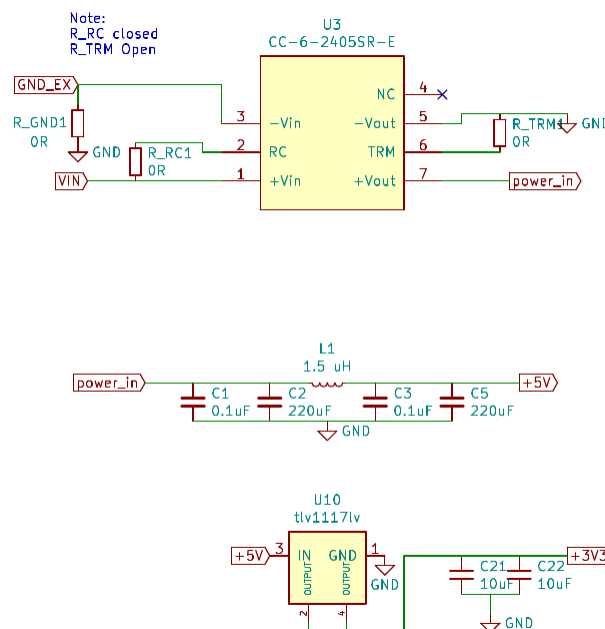 Note:
R_RC closed
R_TRM Open
U3
CC-6-2405SR-E
GND_EX
NC
4
R_GND1
0R
3
-Vin
-Vout
5
R_TRM1
0R
GND
GND
R_RC1
0R
2
RC
TRM
6
VIN
1
+Vin
+Vout
7
power_in
L1
1.5 uH
power_in
+5V
C1
0.1uF
C2
220uF
C3
0.1uF
C5
220uF
GND
U10
tlv1117lv
+5V
3
IN
GND
1
OUTPUT
OUTPUT
GND
2
4
+3V3
C21
10uF
C22
10uF
GND